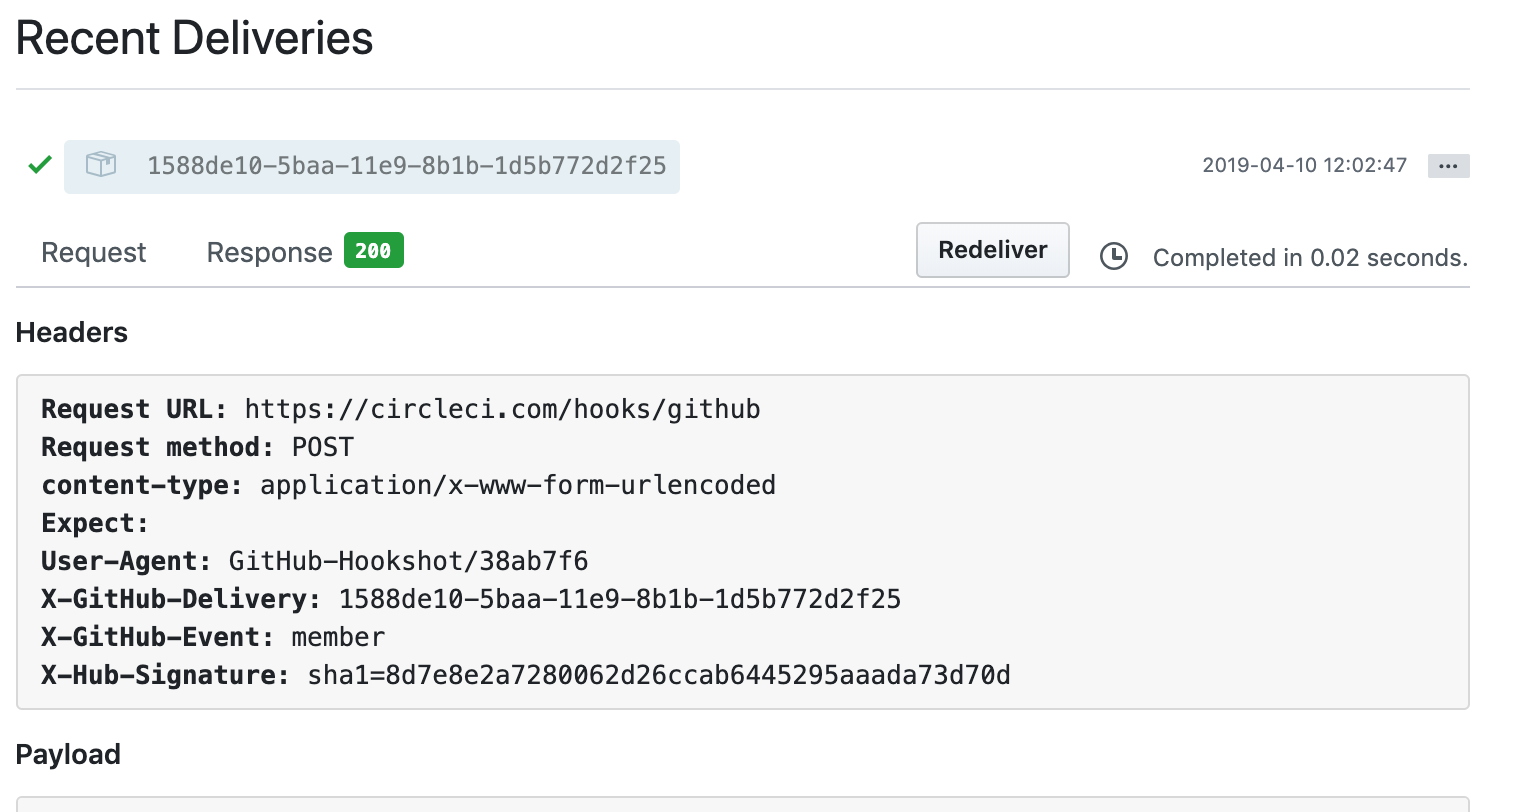 Recent Deliveries
1588de10-5baa-11e9-8b1b-1d5b772d2f25 2019-04-10 12:02:47 ...
Request Response 200 Redeliver Completed in 0.02 seconds.
Headers
Request URL: https://circleci.com/hooks/github
Request method: POST
content-type: application/x-www-form-urlencoded
Expect:
User-Agent: GitHub-Hookshot/38ab7f6
X-GitHub-Delivery: 1588de10-5baa-11e9-8b1b-1d5b772d2f25
X-GitHub-Event: member
X-Hub-Signature: sha1=8d7e8e2a7280062d26ccab6445295aaada73d70d
Payload